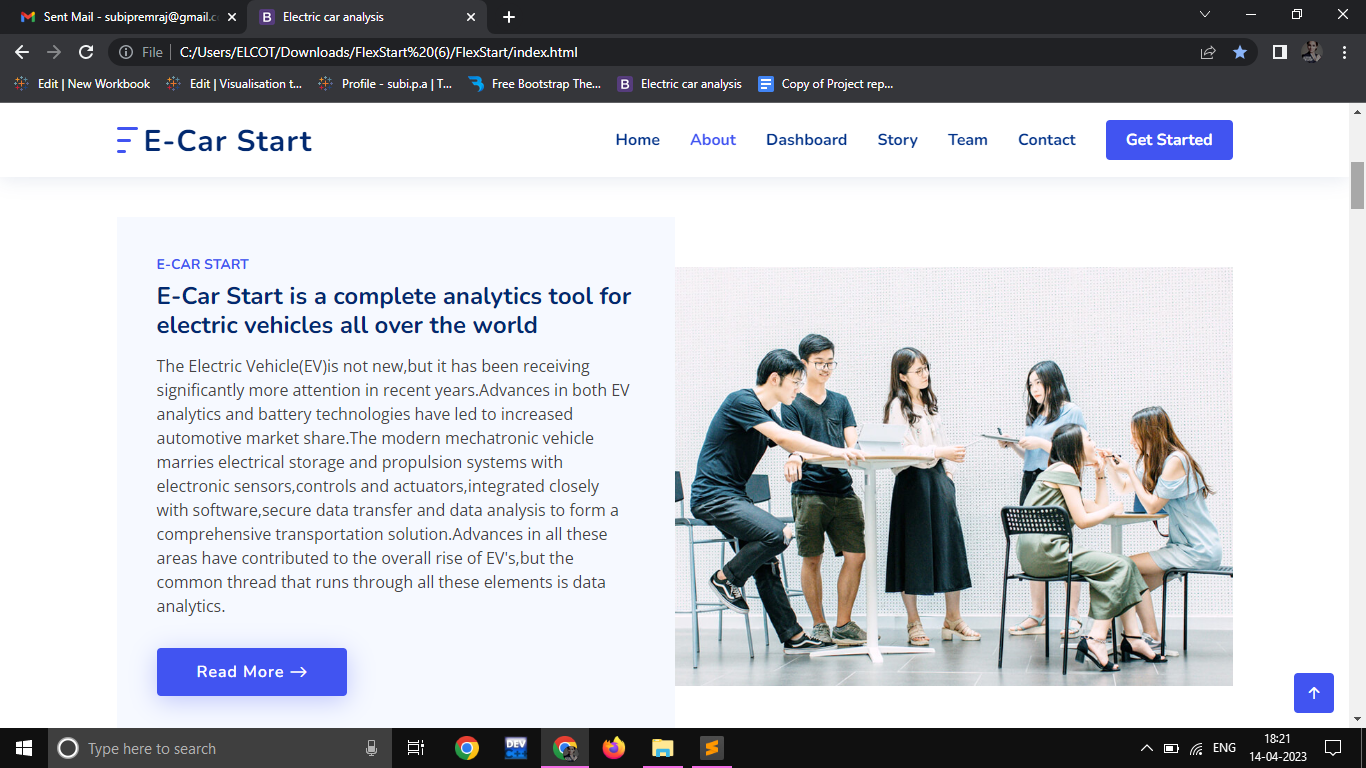 Sent Mail - subipremraj@gmail.c
Electric car analysis
File
C:/Users/ELCOT/Downloads/FlexStart%20(6)/FlexStart/index.html
Edit | New Workbook
Edit | Visualisation t...
Profile - subi.p.a | T...
Free Bootstrap The...
Electric car analysis
Copy of Project rep...
E-Car Start
Home
About
Dashboard
Story
Team
Contact
Get Started
E-CAR START
E-Car Start is a complete analytics tool for
electric vehicles all over the world
The Electric Vehicle(EV)is not new,but it has been receiving
significantly more attention in recent years.Advances in both EV
analytics and battery technologies have led to increased
automotive market share.The modern mechatronic vehicle
marries electrical storage and propulsion systems with
electronic sensors,controls and actuators,integrated closely
with software,secure data transfer and data analysis to form a
comprehensive transportation solution.Advances in all these
areas have contributed to the overall rise of EV's,but the
common thread that runs through all these elements is data
analytics.
Read More →
Type here to search
DEV
ENG
18:21
14-04-2023